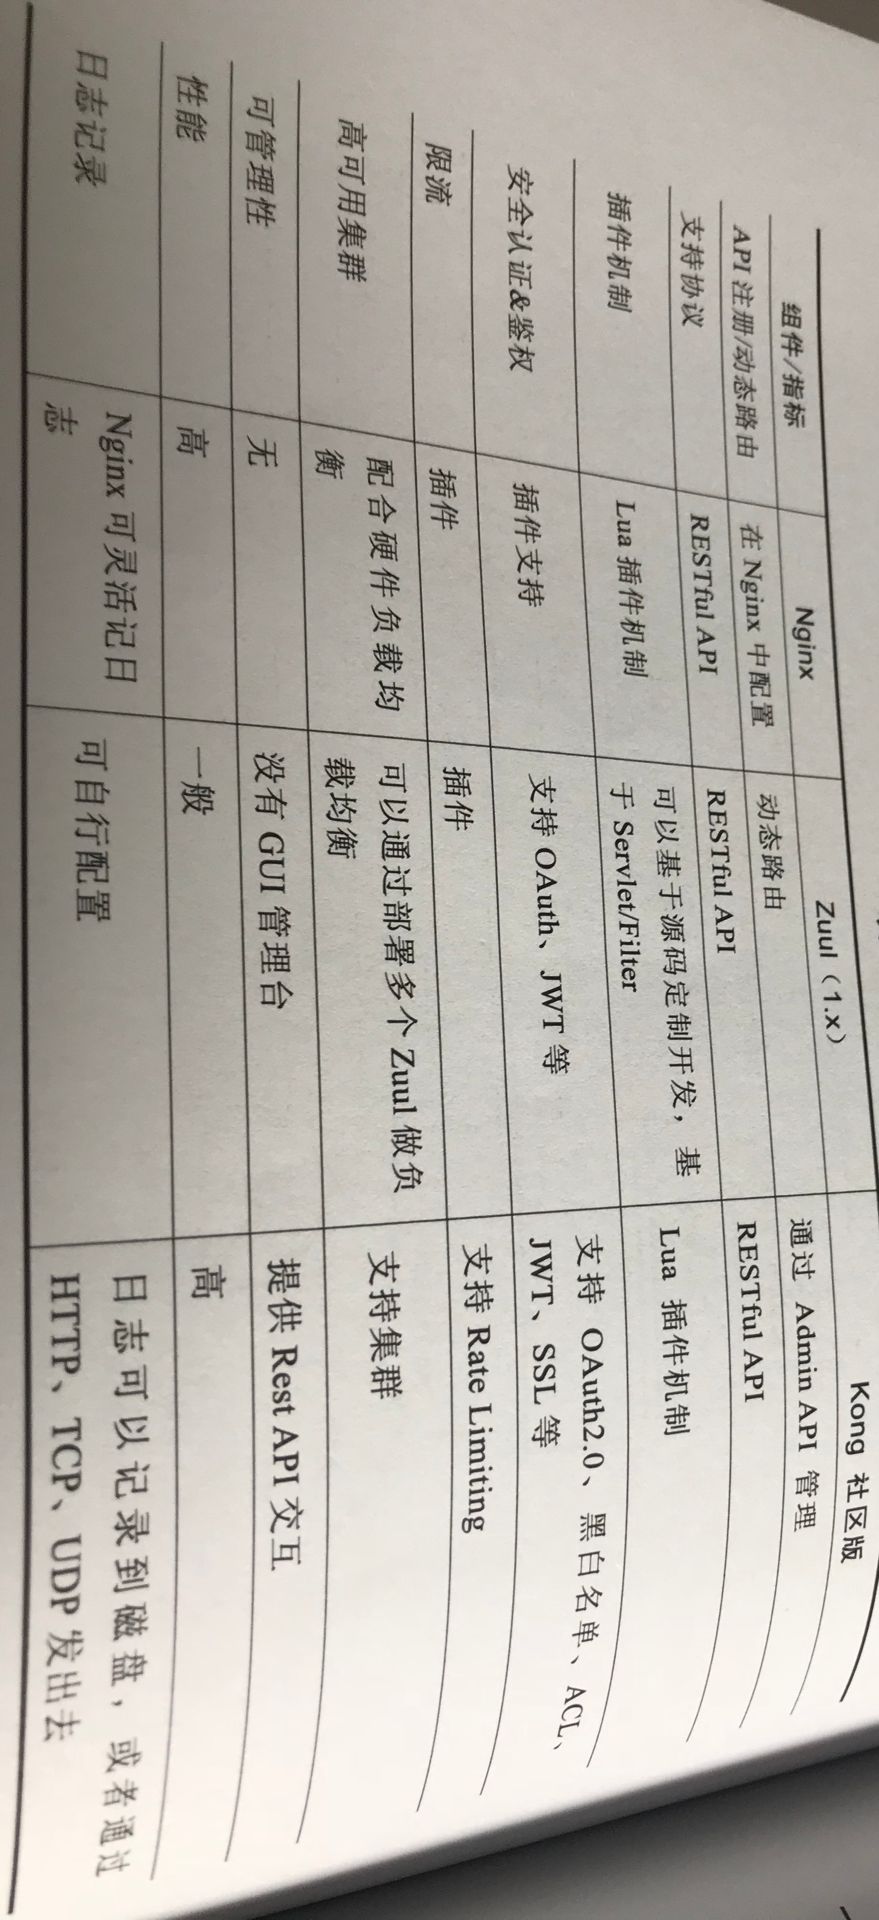 组件/指标 Nginx Zuul（1.x） Kong 社区版
API 注册/动态路由 在 Nginx 中配置 动态路由 通过 Admin API 管理
支持协议 RESTful API RESTful API RESTful API
插件机制 Lua 插件机制 可以基于源码定制开发，基
于 Servlet/Filter Lua 插件机制
安全认证&鉴权 插件支持 支持 OAuth、JWT 等 支持 OAuth2.0、黑白名单、ACL、
JWT、SSL 等
限流 插件 插件 支持 Rate Limiting
高可用集群 配合硬件负载均
衡 可以通过部署多个 Zuul 做负
载均衡 支持集群
可管理性 无 没有 GUI 管理台 提供 Rest API 交互
性能 高 一般 高
日志记录 Nginx 可灵活记日
志 可自行配置 日志可以记录到磁盘，或者通过
HTTP、TCP、UDP 发出去